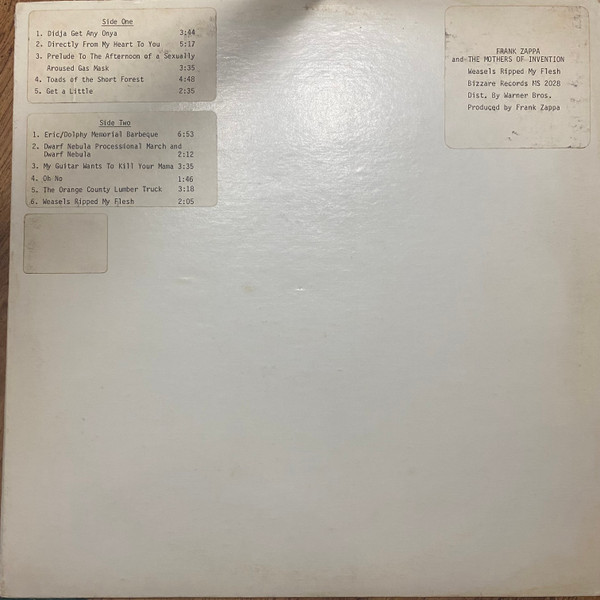 Side One
1. Didja Get Any Onya 3:44
2. Directly From My Heart To You 5:17
3. Prelude To The Afternoon of a Sexually
Aroused Gas Mask 3:35
4. Toads of the Short Forest 4:48
5. Get a Little 2:35
Side Two
1. Eric/Dolphy Memorial Barbeque 6:53
2. Dwarf Nebula Processional March and
Dwarf Nebula 2:12
3. My Guitar Wants To Kill Your Mama 3:35
4. Oh No 1:46
5. The Orange County Lumber Truck 3:18
6. Weasels Ripped My Flesh 2:05
FRANK ZAPPA
and THE MOTHERS OF INVENTION
Weasels Ripped My Flesh
Bizzare Records MS 2028
Dist. By Warner Bros.
Produced by Frank Zappa